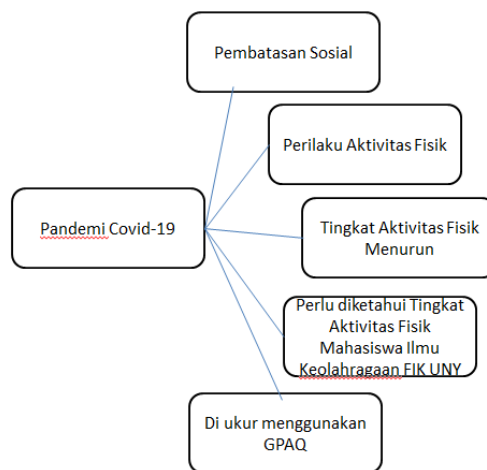 Pembatasan Sosial
Perilaku Aktivitas Fisik
Pandemi Covid-19
Tingkat Aktivitas Fisik
Menurun
Perlu diketahui Tingkat
Aktivitas Fisik
Mahasiswa Ilmu
Keolahragaan FIK UNY
Di ukur menggunakan
GPAQ